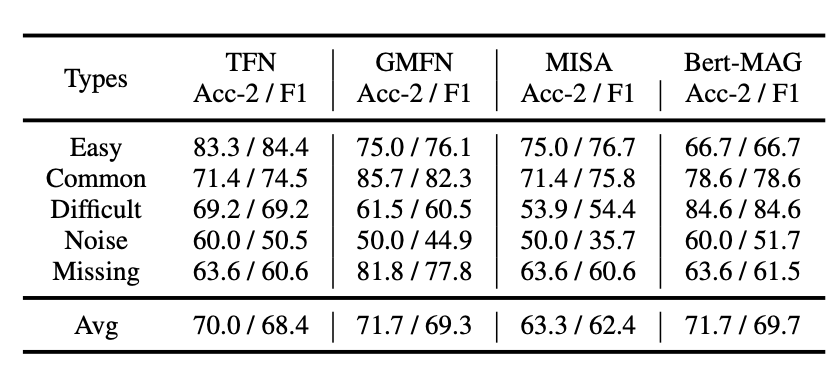 Types TFN GMFN MISA Bert-MAG
Acc-2 / F1 Acc-2 / F1 Acc-2 / F1 Acc-2 / F1
Easy 83.3 / 84.4 75.0 / 76.1 75.0 / 76.7 66.7 / 66.7
Common 71.4 / 74.5 85.7 / 82.3 71.4 / 75.8 78.6 / 78.6
Difficult 69.2 / 69.2 61.5 / 60.5 53.9 / 54.4 84.6 / 84.6
Noise 60.0 / 50.5 50.0 / 44.9 50.0 / 35.7 60.0 / 51.7
Missing 63.6 / 60.6 81.8 / 77.8 63.6 / 60.6 63.6 / 61.5
Avg 70.0 / 68.4 71.7 / 69.3 63.3 / 62.4 71.7 / 69.7